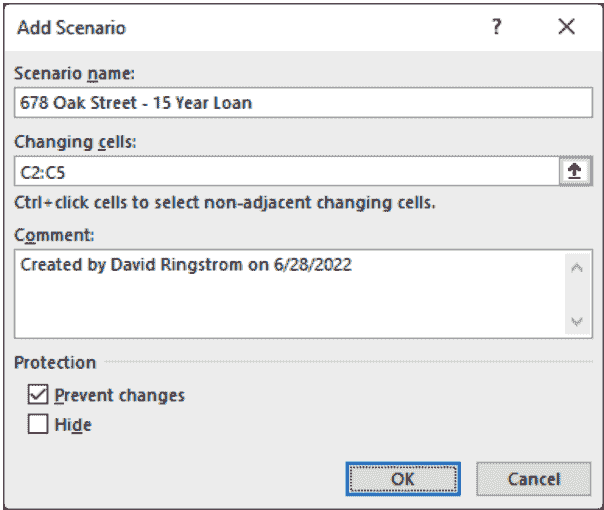 Add Scenario
?
Scenario name:
678 Oak Street - 15 Year Loan
Changing cells:
C2:C5
Ctrl+click cells to select non-adjacent changing cells.
Comment:
Created by David Ringstrom on 6/28/2022
Protection
Prevent changes
Hide
OK Cancel